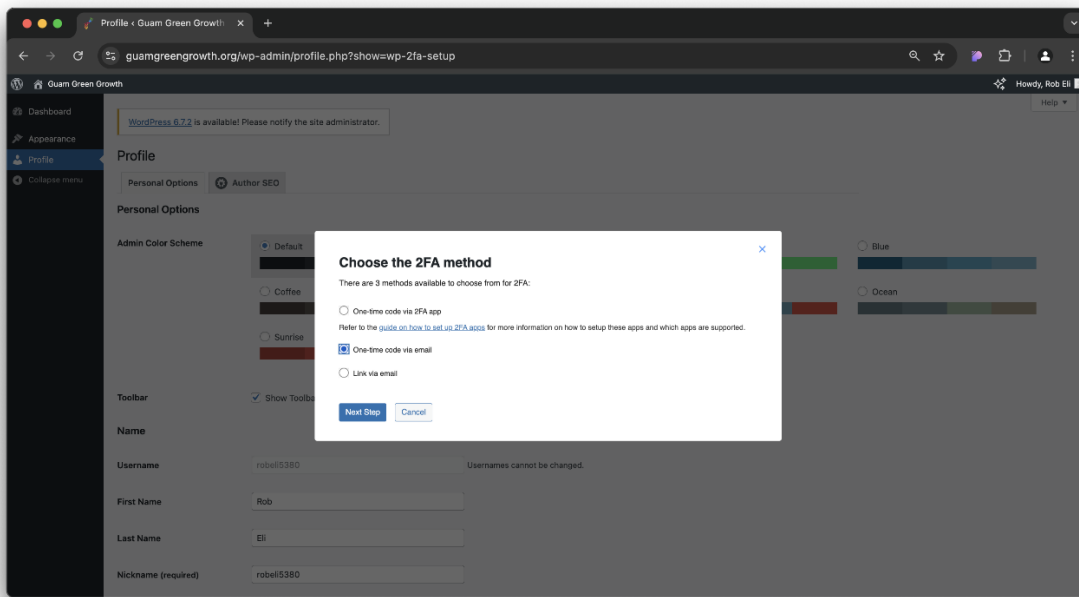 Profile ‹ Guam Green Growth
guamgreengrowth.org/wp-admin/profile.php?show=wp-2fa-setup
Guam Green Growth
Howdy, Rob Eli
Help
Dashboard
Appearance
Profile
Collapse menu
WordPress 6.7.2 is available! Please notify the site administrator.
Profile
Personal Options
Author SEO
Personal Options
Admin Color Scheme
Default
Blue
Coffee
Ocean
Sunrise
Choose the 2FA method
There are 3 methods available to choose from for 2FA:
One-time code via 2FA app
Refer to the guide on how to set up 2FA apps for more information on how to setup these apps and which apps are supported.
One-time code via email
Link via email
Next Step
Cancel
Toolbar
Show Toolba
Name
Username
robeli5380
Usernames cannot be changed.
First Name
Rob
Last Name
Eli
Nickname (required)
robeli5380